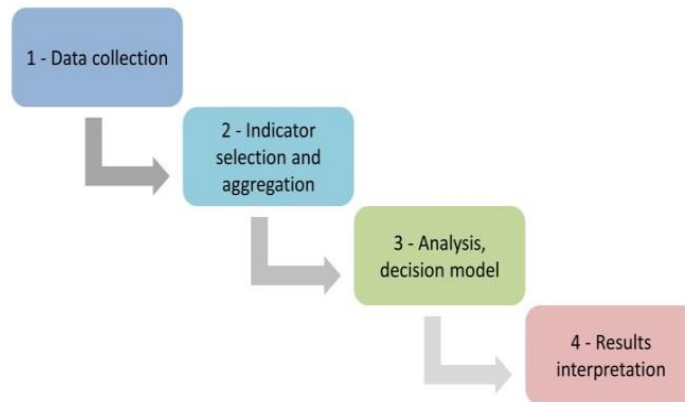 1 - Data collection
2 - Indicator
selection and
aggregation
3 - Analysis,
decision model
4 - Results
interpretation